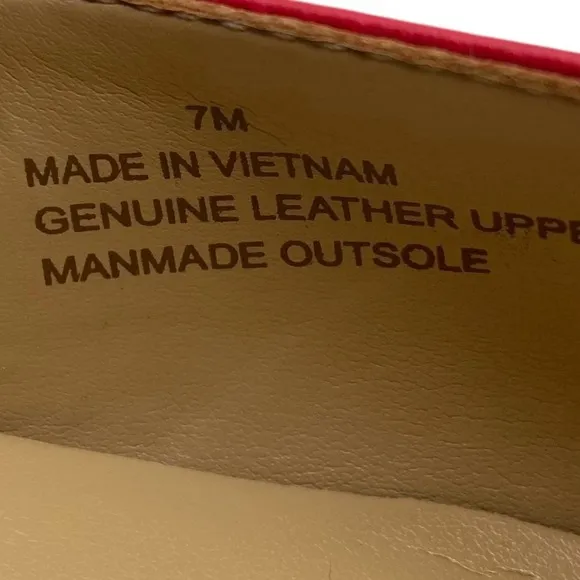 7M
MADE IN VIETNAM
GENUINE LEATHER UPPE
MANMADE OUTSOLE